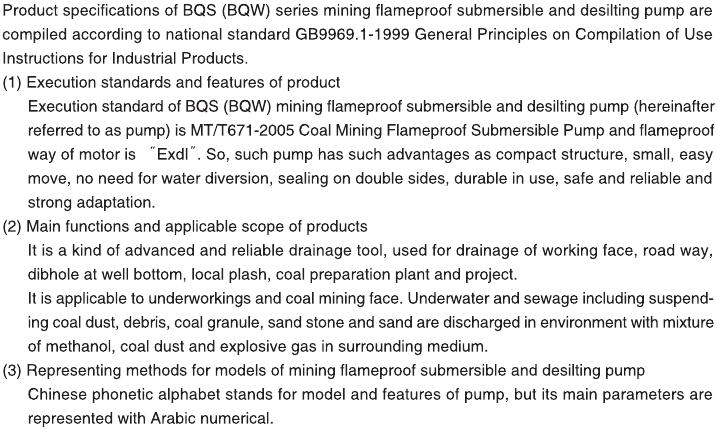 Product specifications of BQS (BQW) series mining flameproof submersible and desilting pump are
compiled according to national standard GB9969.1-1999 General Principles on Compilation of Use
Instructions for Industrial Products.
(1) Execution standards and features of product
Execution standard of BQS (BQW) mining flameproof submersible and desilting pump (hereinafter
referred to as pump) is MT/T671-2005 Coal Mining Flameproof Submersible Pump and flameproof
way of motor is ˝Exdl˝. So, such pump has such advantages as compact structure, small, easy
move, no need for water diversion, sealing on double sides, durable in use, safe and reliable and
strong adaptation.
(2) Main functions and applicable scope of products
It is a kind of advanced and reliable drainage tool, used for drainage of working face, road way,
dibhole at well bottom, local plash, coal preparation plant and project.
It is applicable to underworkings and coal mining face. Underwater and sewage including suspend-
ing coal dust, debris, coal granule, sand stone and sand are discharged in environment with mixture
of methanol, coal dust and explosive gas in surrounding medium.
(3) Representing methods for models of mining flameproof submersible and desilting pump
Chinese phonetic alphabet stands for model and features of pump, but its main parameters are
represented with Arabic numerical.